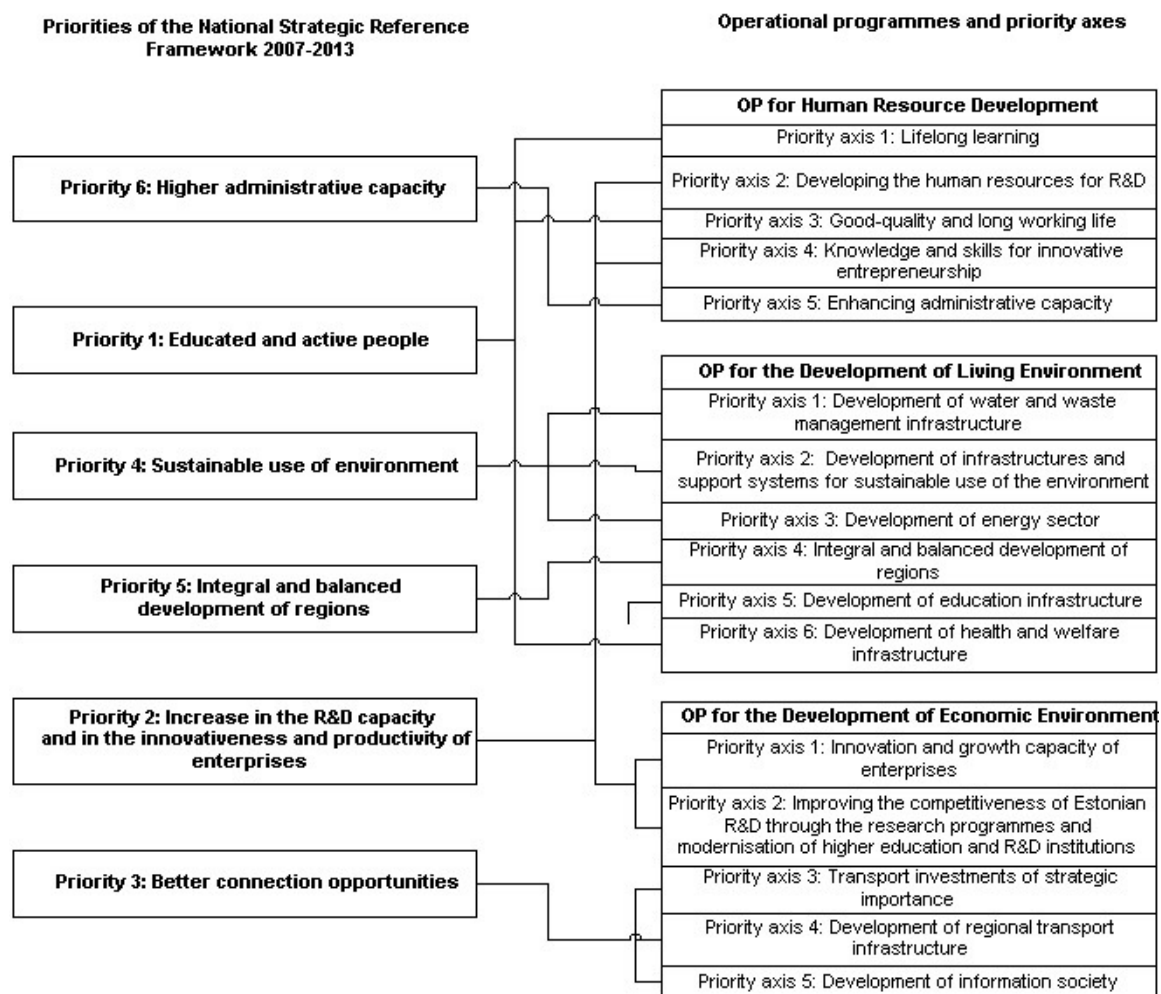 Priorities of the National Strategic Reference
Framework 2007-2013
Priority 6: Higher administrative capacity
Priority 1: Educated and active people
Priority 4: Sustainable use of environment
Priority 5: Integral and balanced
development of regions
Priority 2: Increase in the R&D capacity
and in the innovativeness and productivity of
enterprises
Priority 3: Better connection opportunities
Operational programmes and priority axes
OP for Human Resource Development
Priority axis 1: Lifelong learning
Priority axis 2: Developing the human resources for R&D
Priority axis 3: Good-quality and long working life
Priority axis 4: Knowledge and skills for innovative
entrepreneurship
Priority axis 5: Enhancing administrative capacity
OP for the Development of Living Environment
Priority axis 1: Development of water and waste
management infrastructure
Priority axis 2: Development of infrastructures and
support systems for sustainable use of the environment
Priority axis 3: Development of energy sector
Priority axis 4: Integral and balanced development of
regions
Priority axis 5: Development of education infrastructure
Priority axis 6: Development of health and welfare
infrastructure
OP for the Development of Economic Environment
Priority axis 1: Innovation and growth capacity of
enterprises
Priority axis 2: Improving the competitiveness of Estonian
R&D through the research programmes and
modernisation of higher education and R&D institutions
Priority axis 3: Transport investments of strategic
importance
Priority axis 4: Development of regional transport
infrastructure
Priority axis 5: Development of information society